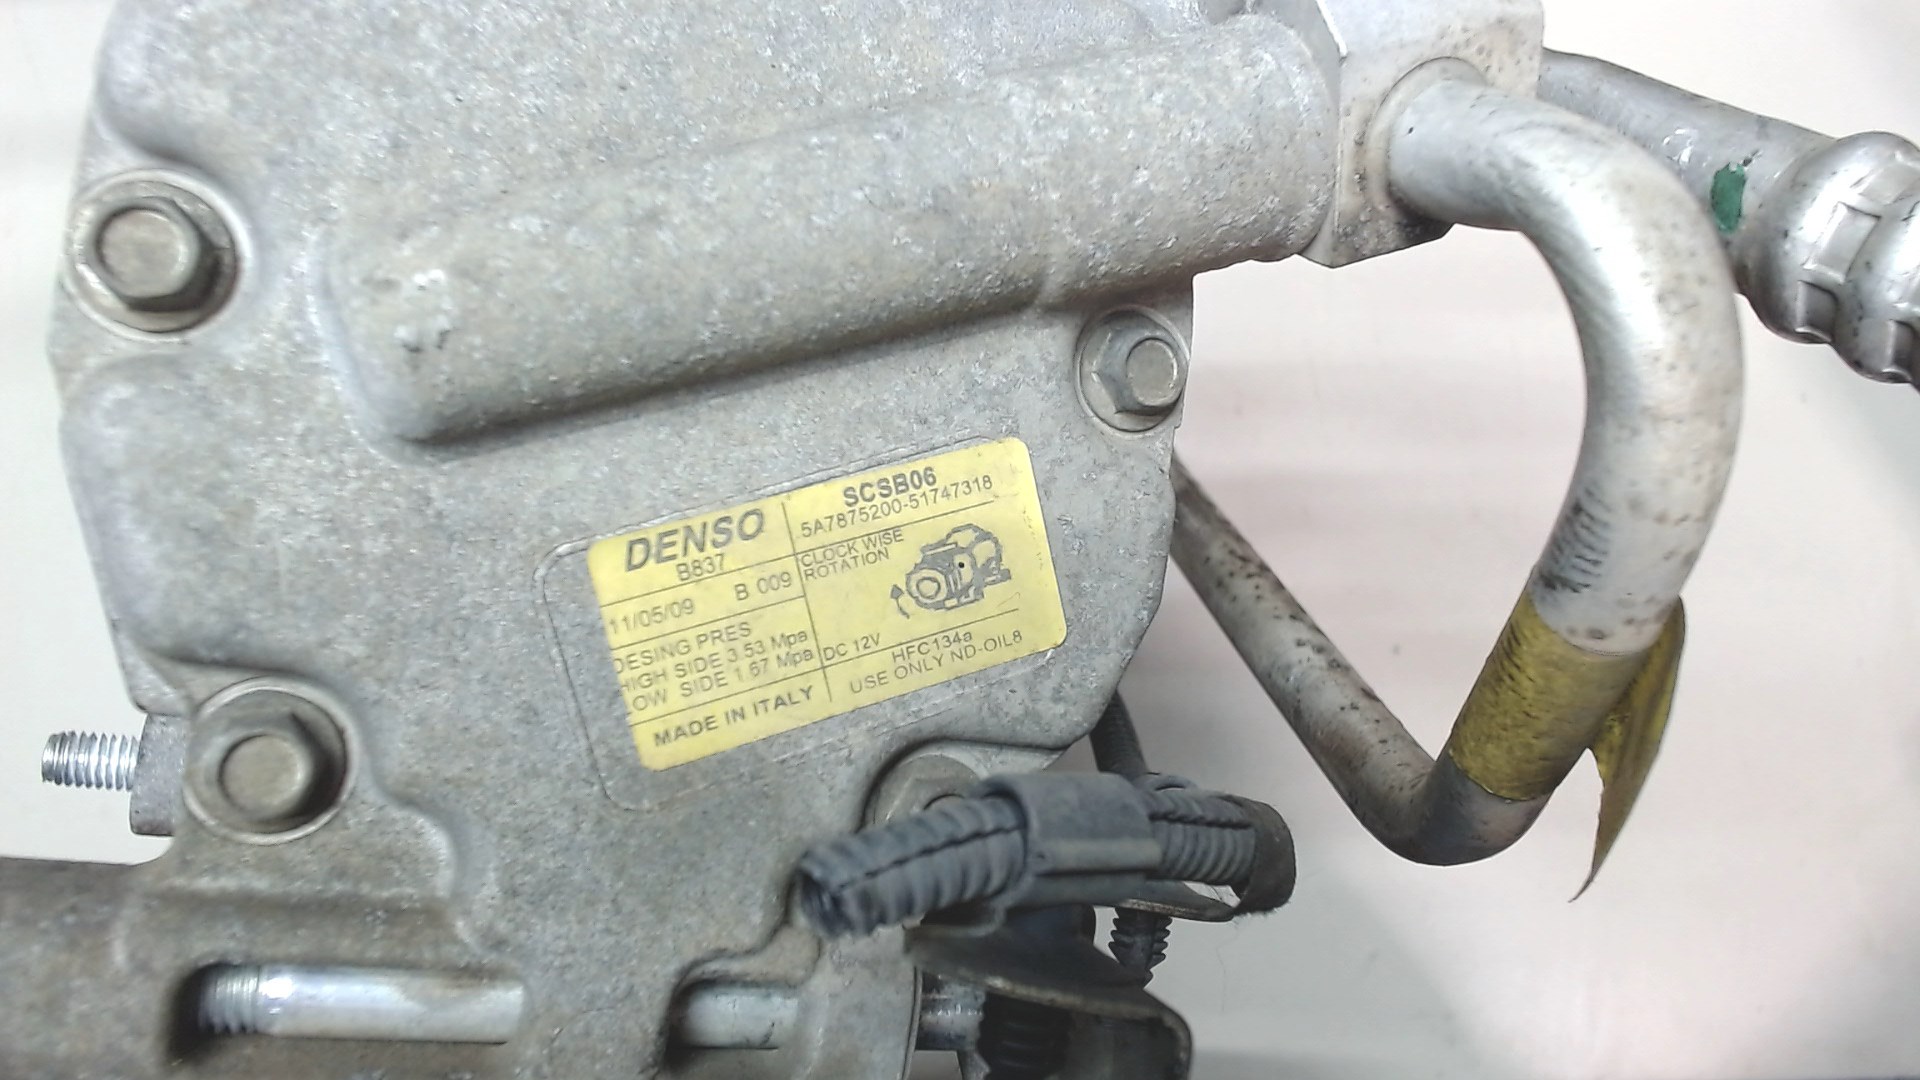 DENSO
B837
11/05/09 B 009
DESING PRES
HIGH SIDE 3.53 Mpa
LOW SIDE 1.67 Mpa
MADE IN ITALY
SCSB06
5A7875200-51747318
CLOCK WISE
ROTATION
DC 12V
HFC134a
USE ONLY ND-OIL8